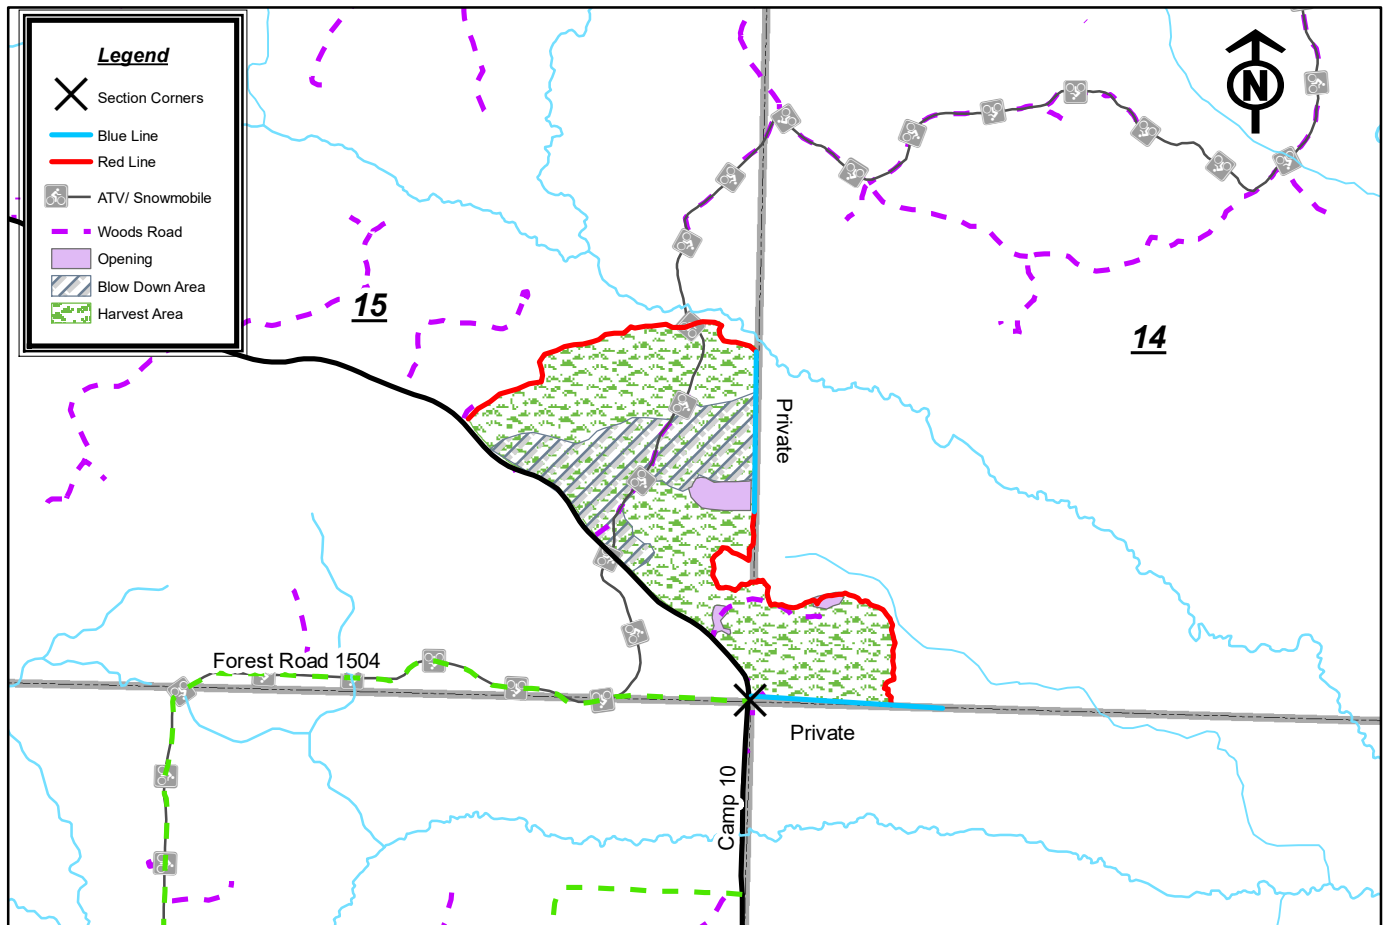 Legend
Section Corners
Blue Line
Red Line
ATV/ Snowmobile
Woods Road
Opening
Blow Down Area
Harvest Area
N
15
14
Private
Forest Road 1504
Private
Camp 10